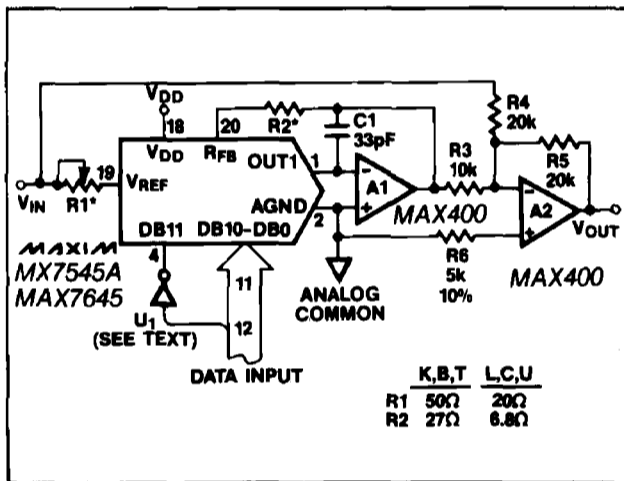 VDD
18
20
R2*
C1
33pF
R4
20k
VDD
RFB
OUT1
1
R3
10k
R5
20k
19
VREF
VIN
R1*
AGND
2
A1
MAX400
A2
VOUT
DB11
DB10-DB0
4
MAXIM
MX7545A
MAX7645
11
ANALOG
COMMON
R6
5k
10%
MAX400
U1
(SEE TEXT)
12
DATA INPUT
K,B,T L,C,U
R1 50Ω 20Ω
R2 27Ω 6.8Ω